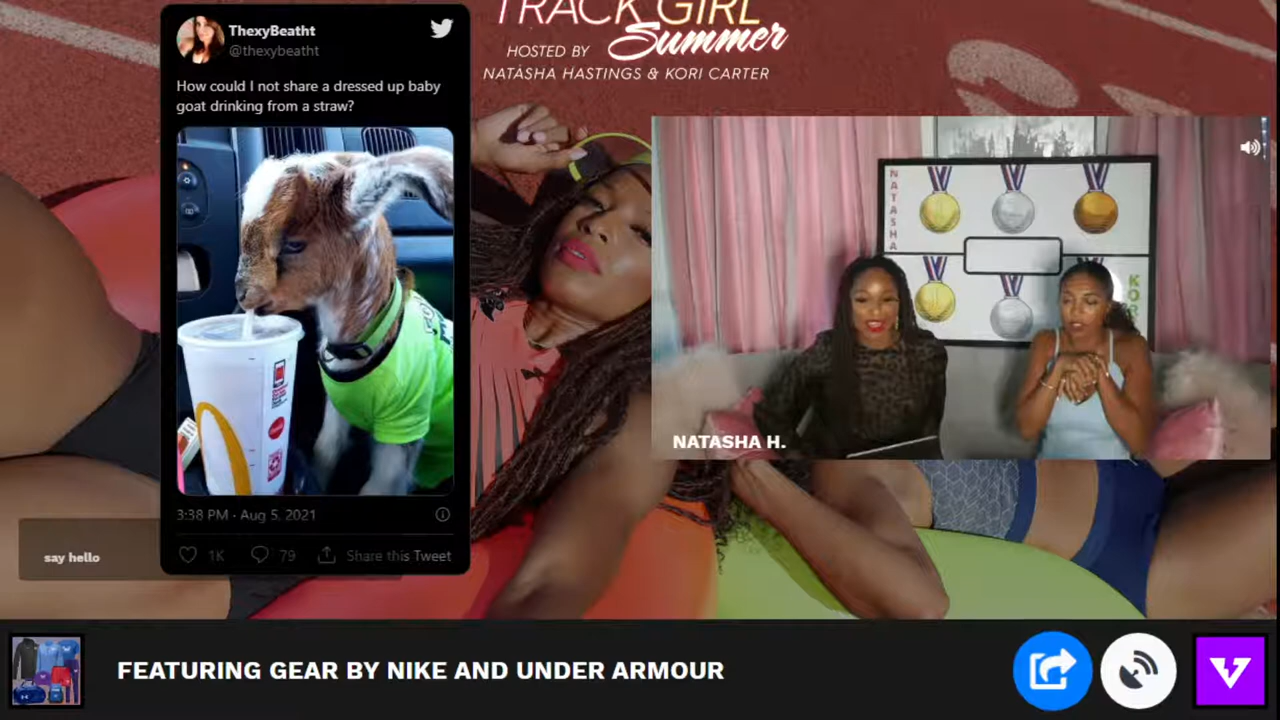 TRACK GIRL
Summer
HOSTED BY
NATASHA HASTINGS & KORI CARTER
ThexyBeatht
@thexybeatht
How could I not share a dressed up baby
goat drinking from a straw?
3:38 PM · Aug 5, 2021
1K
79
Share this Tweet
say hello
NATASHA
KOR
NATASHA H.
FEATURING GEAR BY NIKE AND UNDER ARMOUR